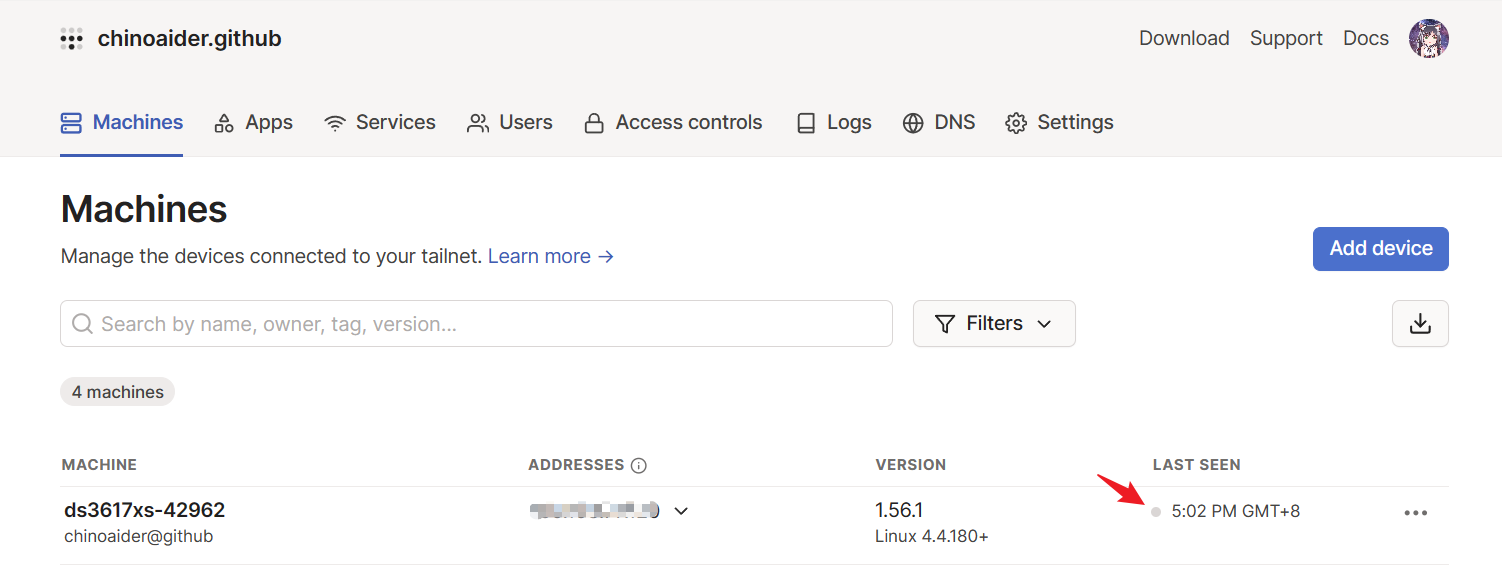 chinoaider.github Download Support Docs
Machines Apps Services Users Access controls Logs DNS Settings
Machines
Manage the devices connected to your tailnet. Learn more →
Add device
Search by name, owner, tag, version...
Filters
4 machines
MACHINE ADDRESSES VERSION LAST SEEN
ds3617xs-42962 1.56.1 5:02 PM GMT+8
chinoaider@github Linux 4.4.180+